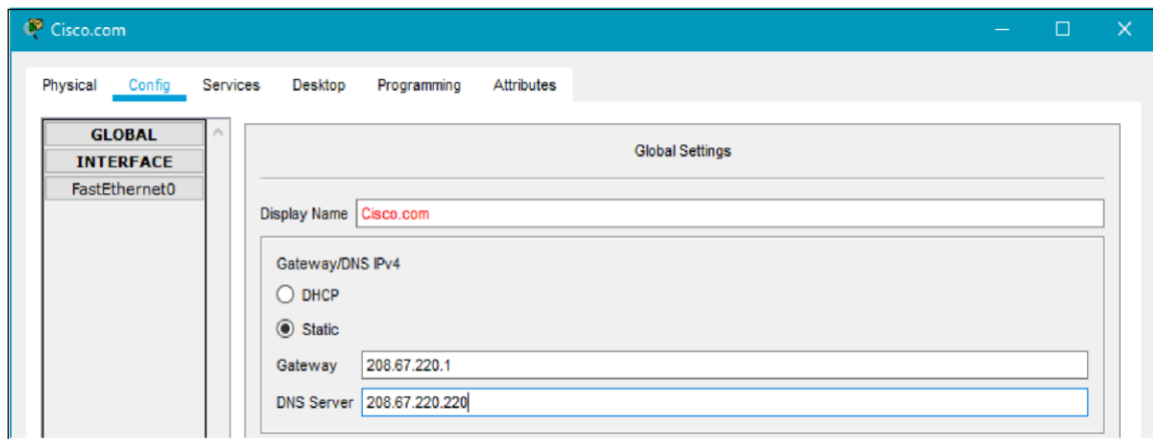 Cisco.com
Physical Config Services Desktop Programming Attributes
GLOBAL
INTERFACE
FastEthernet0
Global Settings
Display Name Cisco.com
Gateway/DNS IPv4
DHCP
Static
Gateway 208.67.220.1
DNS Server 208.67.220.220